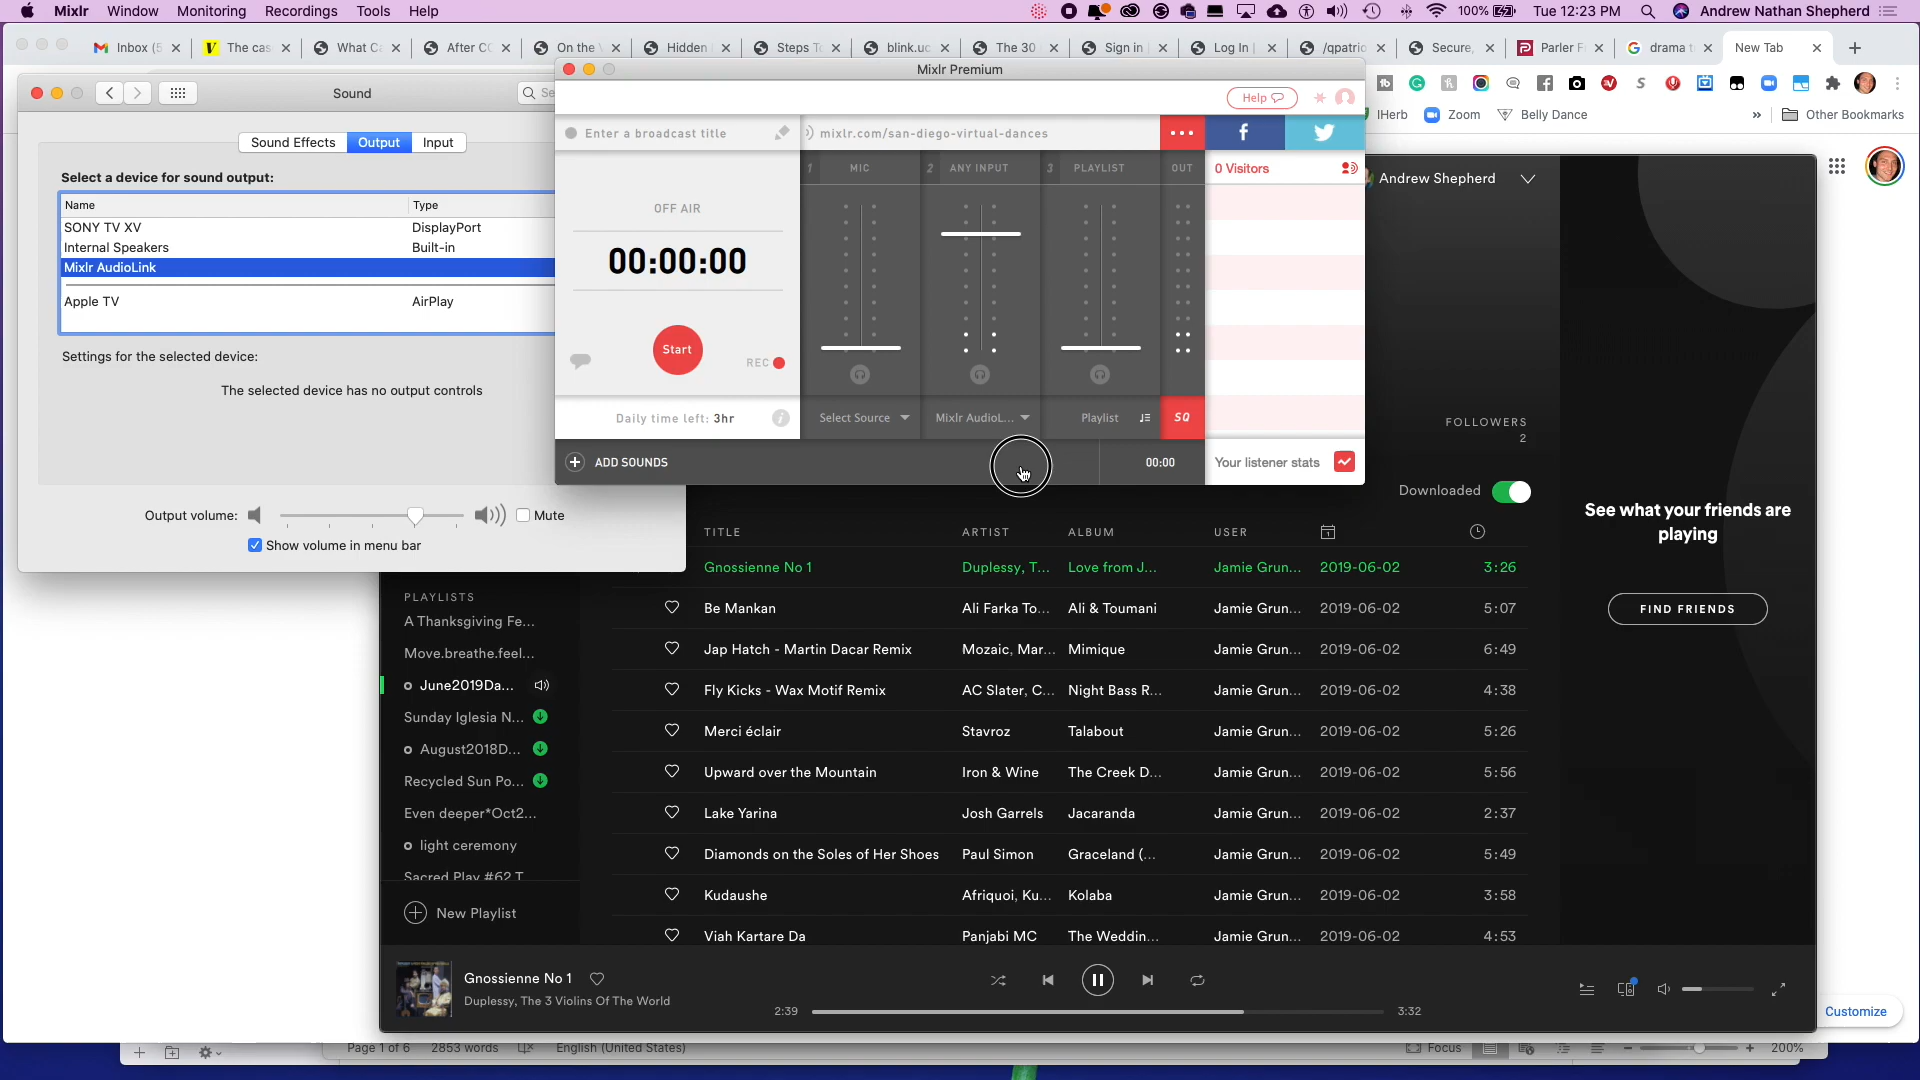 Mixlr Window Monitoring Recordings Tools Help
100% Tue 12:23 PM Andrew Nathan Shepherd
Inbox (5 The cas What Ca After CO On the Hidden Steps To blink.uc The 30 Sign in Log In | /qpatrio Secure, Parler F drama t New Tab
Mixlr Premium
Sound
Help
IHerb Zoom Belly Dance » Other Bookmarks
Sound Effects Output Input
Enter a broadcast title
mixlr.com/san-diego-virtual-dances
Select a device for sound output:
Name Type
SONY TV XV DisplayPort
Internal Speakers Built-in
Mixlr AudioLink
Apple TV AirPlay
Settings for the selected device:
The selected device has no output controls
Output volume: Mute
Show volume in menu bar
1 MIC 2 ANY INPUT 3 PLAYLIST OUT
0 Visitors
OFF AIR
00:00:00
Start
REC
Daily time left: 3hr
Select Source Mixlr AudioL... Playlist SQ
ADD SOUNDS 00:00
Your listener stats
Andrew Shepherd
FOLLOWERS
2
Downloaded
See what your friends are
playing
FIND FRIENDS
TITLE ARTIST ALBUM USER
Gnossienne No 1 Duplessy, T... Love from J... Jamie Grun... 2019-06-02 3:26
Be Mankan Ali Farka To... Ali & Toumani Jamie Grun... 2019-06-02 5:07
Jap Hatch - Martin Dacar Remix Mozaic, Mar... Mimique Jamie Grun... 2019-06-02 6:49
Fly Kicks - Wax Motif Remix AC Slater, C... Night Bass R... Jamie Grun... 2019-06-02 4:38
Merci éclair Stavroz Talabout Jamie Grun... 2019-06-02 5:26
Upward over the Mountain Iron & Wine The Creek D... Jamie Grun... 2019-06-02 5:56
Lake Yarina Josh Garrels Jacaranda Jamie Grun... 2019-06-02 2:37
Diamonds on the Soles of Her Shoes Paul Simon Graceland (... Jamie Grun... 2019-06-02 5:49
Kudaushe Afriquoi, Ku... Kolaba Jamie Grun... 2019-06-02 3:58
Viah Kartare Da Panjabi MC The Weddin... Jamie Grun... 2019-06-02 4:53
PLAYLISTS
A Thanksgiving Fe...
Move.breathe.feel...
June2019Da...
Sunday Iglesia N...
August2018D...
Recycled Sun Po...
Even deeper*Oct2...
light ceremony
Sacred Play #62 T
New Playlist
Gnossienne No 1
Duplessy, The 3 Violins Of The World
2:39 3:32
Customize
Page 1 of 6 2853 words English (United States) Focus 200%